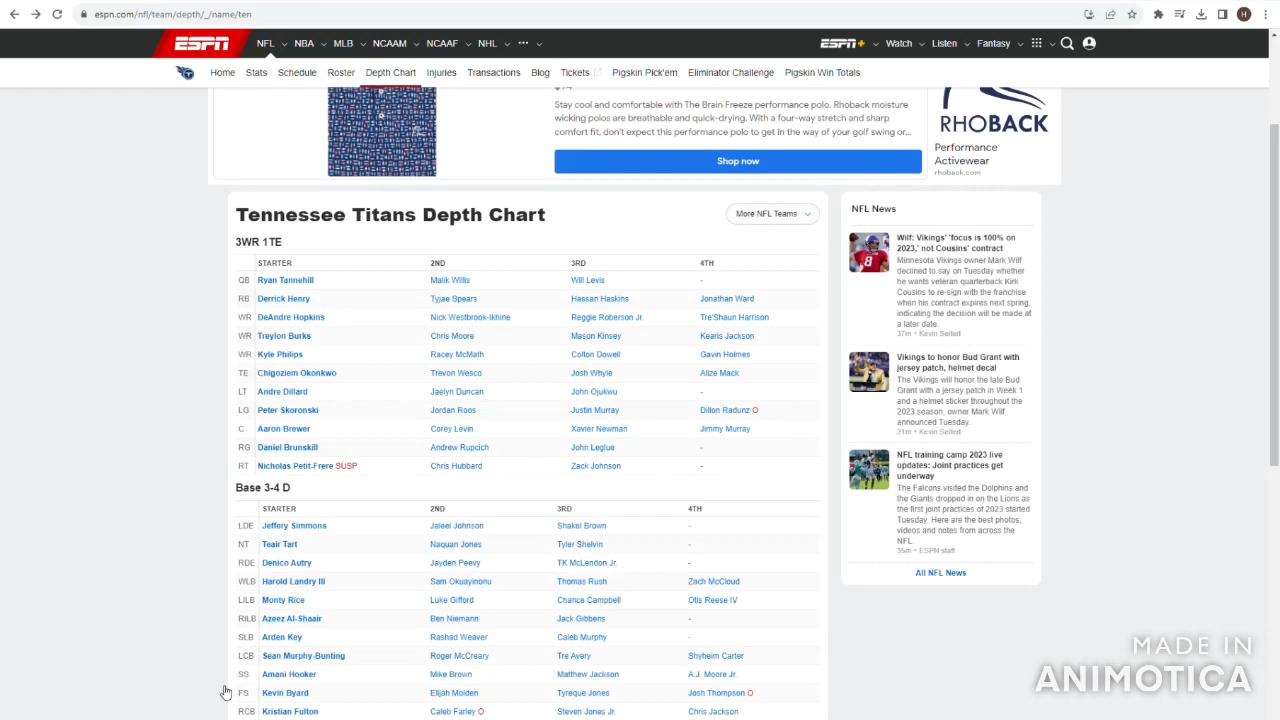 espn.com/nfl/team/depth/_/name/ten
H
ESPN NFL NBA MLB NCAAM NCAAF NHL ESPN+ Watch Listen Fantasy
Home Stats Schedule Roster Depth Chart Injuries Transactions Blog Tickets Pigskin Pick'em Eliminator Challenge Pigskin Win Totals
Stay cool and comfortable with The Brain Freeze performance polo. Rhoback moisture
wicking polos are breathable and quick-drying. With a four-way stretch and sharp
comfort fit, don't expect this performance polo to get in the way of your golf swing or...
Shop now
RHOBACK
Performance
Activewear
rhoback.com
Tennessee Titans Depth Chart
More NFL Teams
3WR 1TE
STARTER 2ND 3RD 4TH
QB Ryan Tannehill Malik Willis Will Levis -
RB Derrick Henry Tyjae Spears Hassan Haskins Jonathan Ward
WR DeAndre Hopkins Nick Westbrook-Ikhine Reggie Roberson Jr. Tre'Shaun Harrison
WR Treylon Burks Chris Moore Mason Kinsey Kearis Jackson
WR Kyle Philips Racey McMath Colton Dowell Gavin Holmes
TE Chigoziem Okonkwo Trevon Wesco Josh Whyle Alize Mack
LT Andre Dillard Jaelyn Duncan John Ojukwu -
LG Peter Skoronski Jordan Roos Justin Murray Dillon Radunz O
C Aaron Brewer Corey Levin Xavier Newman Jimmy Murray
RG Daniel Brunskill Andrew Rupcich John Leglue -
RT Nicholas Petit-Frere SUSP Chris Hubbard Zack Johnson -
Base 3-4 D
STARTER 2ND 3RD 4TH
LDE Jeffery Simmons Jaleel Johnson Shakel Brown -
NT Teair Tart Naquan Jones Tyler Shelvin -
RDE Denico Autry Jayden Peevy TK McLendon Jr. -
WLB Harold Landry III Sam Okuayinonu Thomas Rush Zach McCloud
LILB Monty Rice Luke Gifford Chance Campbell Otis Reese IV
RILB Azeez Al-Shaair Ben Niemann Jack Gibbens -
SLB Arden Key Rashad Weaver Caleb Murphy -
LCB Sean Murphy-Bunting Roger McCreary Tre Avery Shyheim Carter
SS Amani Hooker Mike Brown Matthew Jackson A.J. Moore Jr.
FS Kevin Byard Elijah Molden Tyreque Jones Josh Thompson O
RCB Kristian Fulton Caleb Farley O Steven Jones Jr. Chris Jackson
NFL News
Wilf: Vikings' 'focus is 100% on
2023,' not Cousins' contract
Minnesota Vikings owner Mark Wilf
declined to say on Tuesday whether
he wants veteran quarterback Kirk
Cousins to re-sign with the franchise
when his contract expires next spring,
indicating the decision will be made at
a later date.
37m • Kevin Seifert
Vikings to honor Bud Grant with
jersey patch, helmet decal
The Vikings will honor the late Bud
Grant with a jersey patch in Week 1
and a helmet sticker throughout the
2023 season, owner Mark Wilf
announced Tuesday.
21m • Kevin Seifert
NFL training camp 2023 live
updates: Joint practices get
underway
The Falcons visited the Dolphins and
the Giants dropped in on the Lions as
the first joint practices of 2023 started
Tuesday. Here are the best photos,
videos and notes from across the
NFL.
35m • ESPN staff
All NFL News
MADE IN
ANIMOTICA